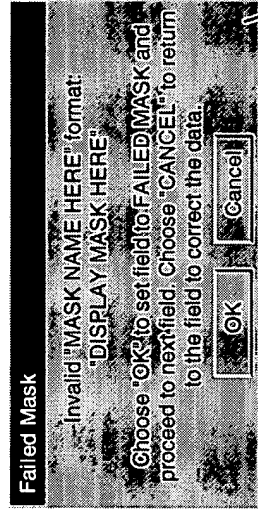 Failed Mask
Invalid "MASK NAME HERE" format:
"DISPLAY MASK HERE"
Choose "OK" to set field to FAILED MASK and
proceed to next field. Choose "CANCEL" to return
to the field to correct the data.
OK
Cancel